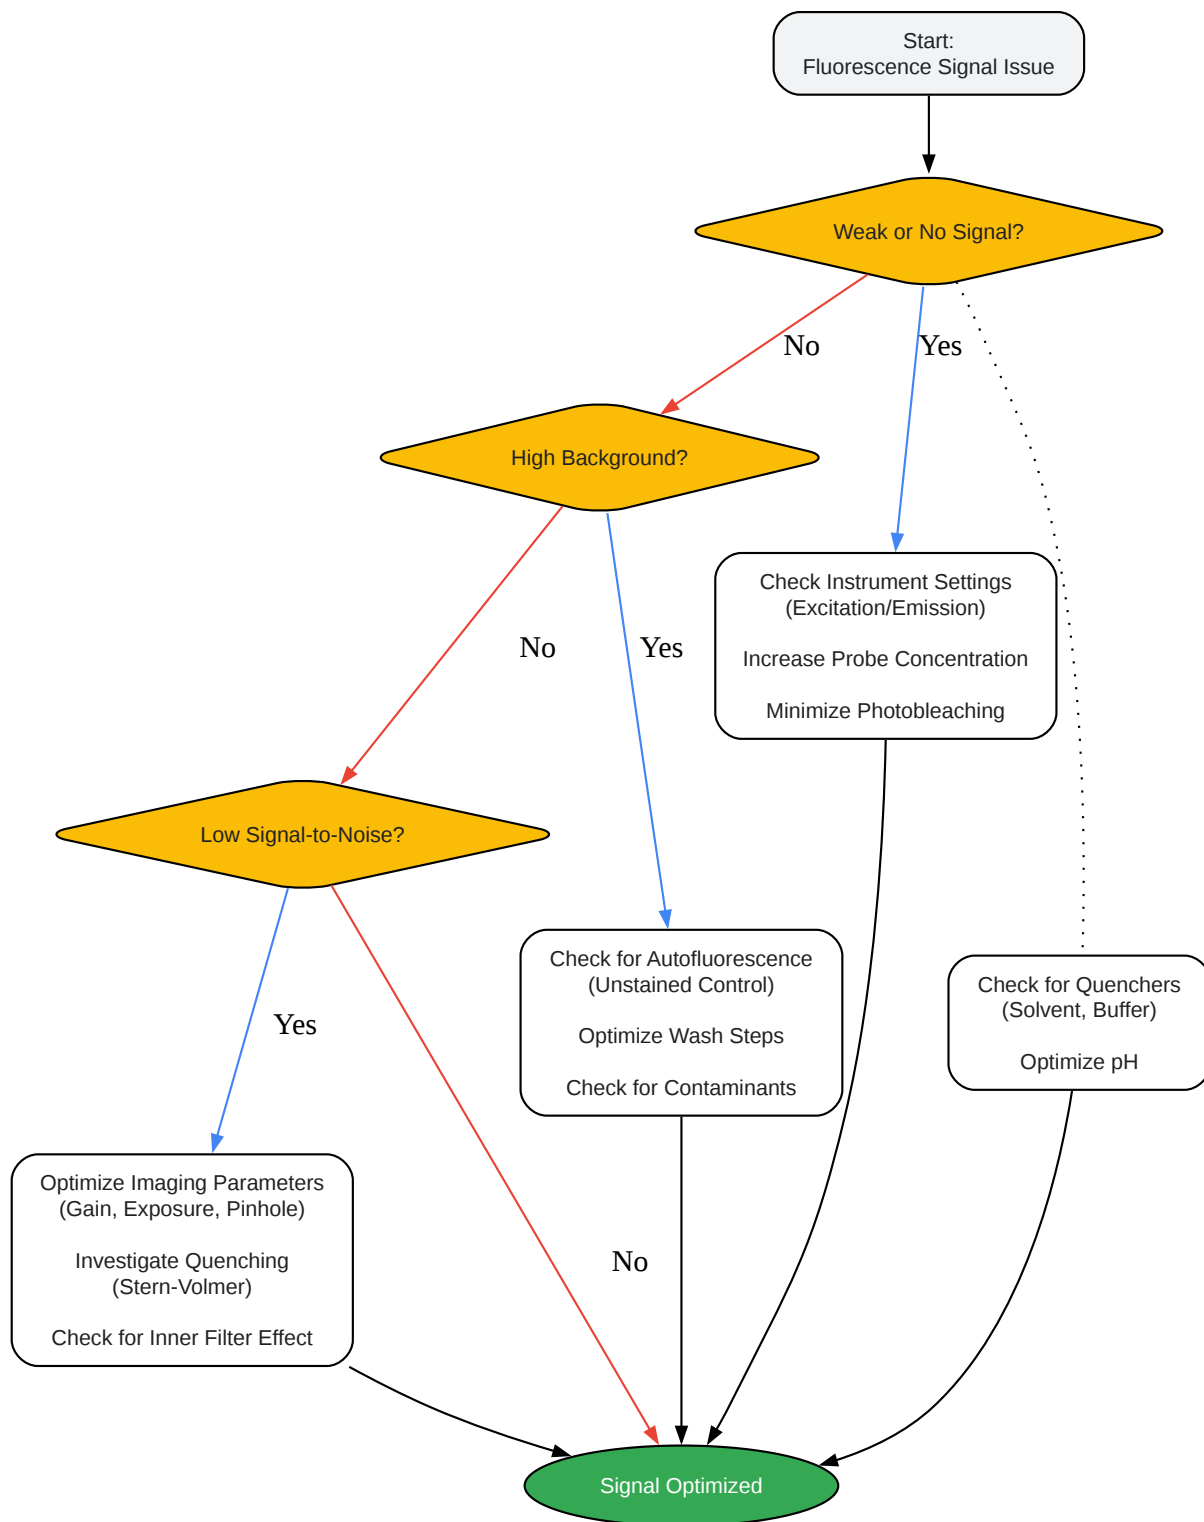 Start:
Fluorescence Signal Issue
Weak or No Signal?
No
Yes
High Background?
Check Instrument Settings
(Excitation/Emission)
Increase Probe Concentration
Minimize Photobleaching
No
Yes
Low Signal-to-Noise?
Check for Autofluorescence
(Unstained Control)
Optimize Wash Steps
Check for Contaminants
Check for Quenchers
(Solvent, Buffer)
Optimize pH
Yes
Optimize Imaging Parameters
(Gain, Exposure, Pinhole)
Investigate Quenching
(Stern-Volmer)
Check for Inner Filter Effect
No
Signal Optimized